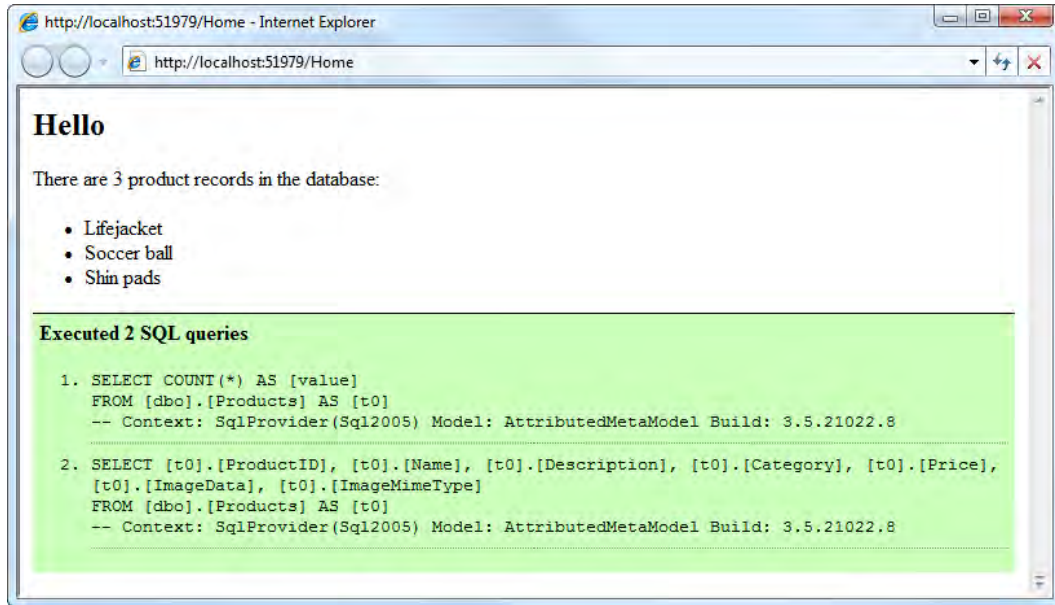 http://localhost:51979/Home - Internet Explorer
http://localhost:51979/Home
Hello
There are 3 product records in the database:
• Lifejacket
• Soccer ball
• Shin pads
Executed 2 SQL queries
1. SELECT COUNT(*) AS [value]
FROM [dbo].[Products] AS [t0]
-- Context: SqlProvider(Sql2005) Model: AttributedMetaModel Build: 3.5.21022.8
2. SELECT [t0].[ProductID], [t0].[Name], [t0].[Description], [t0].[Category], [t0].[Price],
[t0].[ImageData], [t0].[ImageMimeType]
FROM [dbo].[Products] AS [t0]
-- Context: SqlProvider(Sql2005) Model: AttributedMetaModel Build: 3.5.21022.8